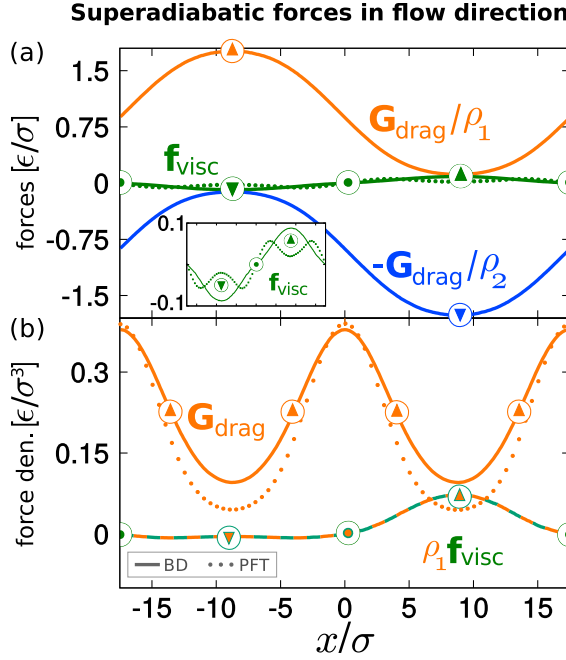 Superadiabatic forces in flow direction
(a)
forces [ϵ/σ]
1.5
0.75
0
-0.75
-1.5
G_drag/ρ_1
f_visc
-G_drag/ρ_2
0.1
-0.1
f_visc
(b)
force den. [ϵ/σ³]
0.3
0.15
0
G_drag
ρ_1 f_visc
BD PFT
-15 -10 -5 0 5 10 15
x/σ